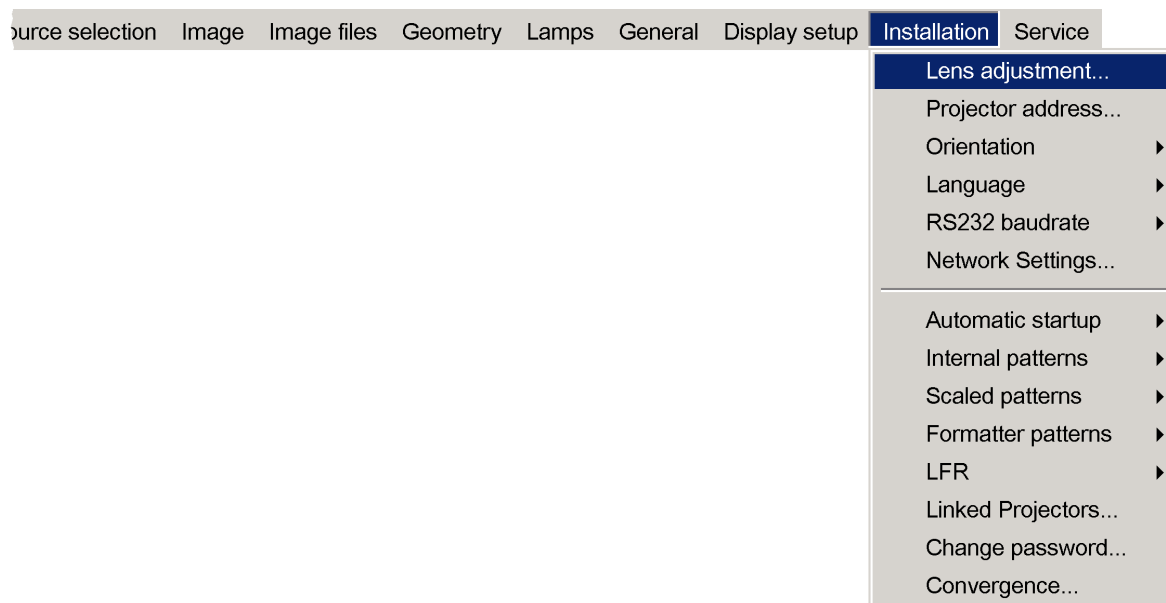 ource selection Image Image files Geometry Lamps General Display setup Installation Service
Lens adjustment...
Projector address...
Orientation
Language
RS232 baudrate
Network Settings...
Automatic startup
Internal patterns
Scaled patterns
Formatter patterns
LFR
Linked Projectors...
Change password...
Convergence...